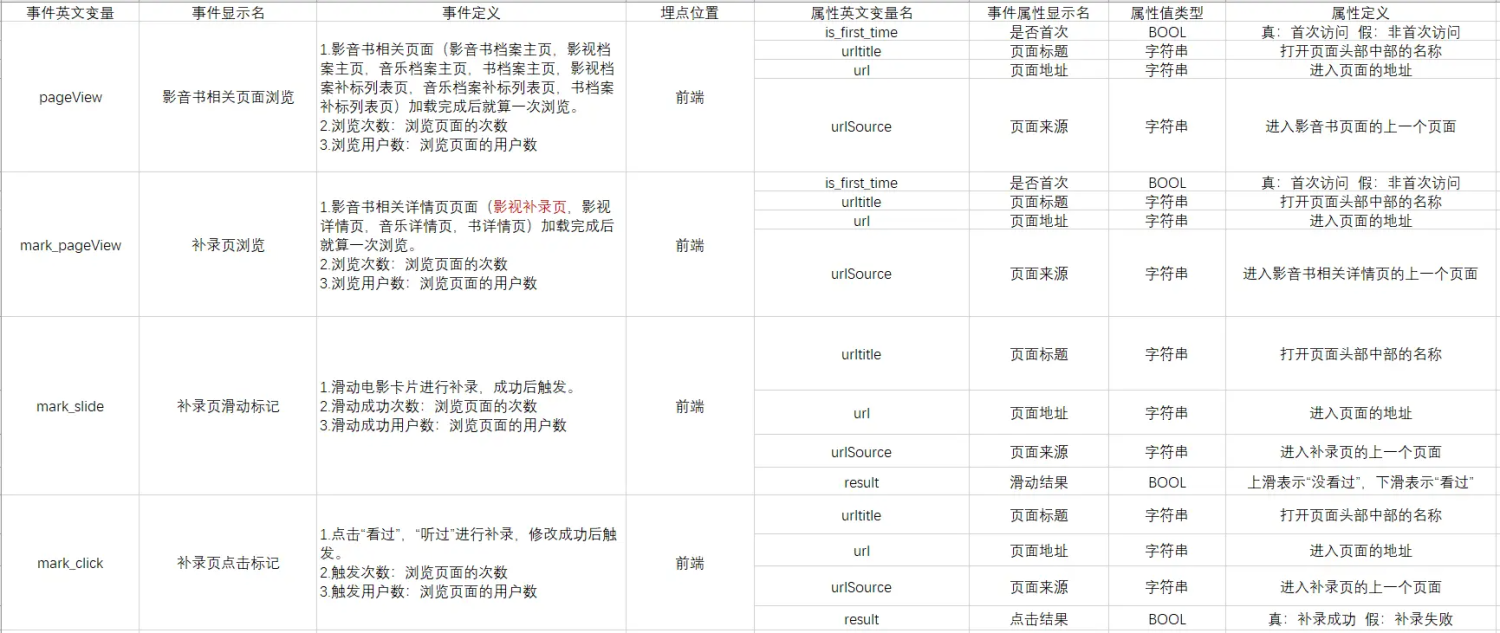 事件英文变量 事件显示名 事件定义 埋点位置 属性英文变量名 事件属性显示名 属性值类型 属性定义
pageView 影音书相关页面浏览
1.影音书相关页面（影音书档案主页，影视档
案主页，音乐档案主页，书档案主页，影视档
案补标列表页，音乐档案补标列表页，书档案
补标列表页）加载完成后就算一次浏览。
2.浏览次数：浏览页面的次数
3.浏览用户数：浏览页面的用户数
前端
is_first_time 是否首次 BOOL 真：首次访问 假：非首次访问
urltitle 页面标题 字符串 打开页面头部中部的名称
url 页面地址 字符串 进入页面的地址
urlSource 页面来源 字符串 进入影音书页面的上一个页面
mark_pageView 补录页浏览
1.影音书相关详情页页面（影视补录页，影视
详情页，音乐详情页，书详情页）加载完成后
就算一次浏览。
2.浏览次数：浏览页面的次数
3.浏览用户数：浏览页面的用户数
前端
is_first_time 是否首次 BOOL 真：首次访问 假：非首次访问
urltitle 页面标题 字符串 打开页面头部中部的名称
url 页面地址 字符串 进入页面的地址
urlSource 页面来源 字符串 进入影音书相关详情页的上一个页面
mark_slide 补录页滑动标记
1.滑动电影卡片进行补录，成功后触发。
2.滑动成功次数：浏览页面的次数
3.滑动成功用户数：浏览页面的用户数
前端
urltitle 页面标题 字符串 打开页面头部中部的名称
url 页面地址 字符串 进入页面的地址
urlSource 页面来源 字符串 进入补录页的上一个页面
result 滑动结果 BOOL 上滑表示“没看过”，下滑表示“看过”
mark_click 补录页点击标记
1.点击“看过”，“听过”进行补录，修改成功后触
发。
2.触发次数：浏览页面的次数
3.触发用户数：浏览页面的用户数
前端
urltitle 页面标题 字符串 打开页面头部中部的名称
url 页面地址 字符串 进入页面的地址
urlSource 页面来源 字符串 进入补录页的上一个页面
result 点击结果 BOOL 真：补录成功 假：补录失败